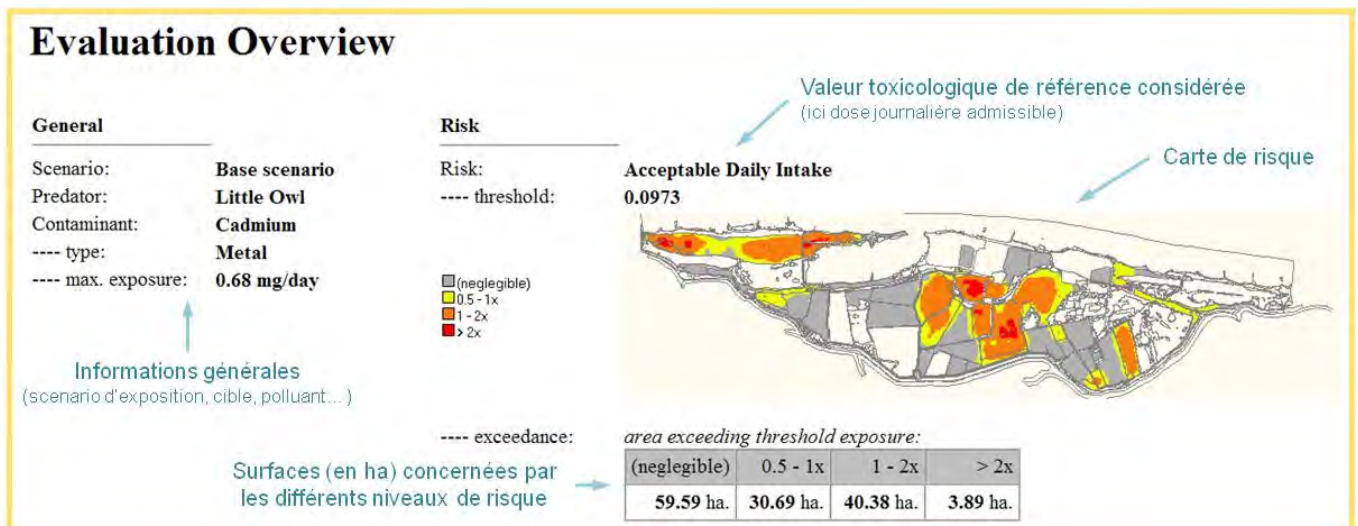 Evaluation Overview
Valeur toxicologique de référence considérée
(ici dose journalière admissible)
General
Risk
Carte de risque
Scenario: Base scenario
Risk: Acceptable Daily Intake
Predator: Little Owl
---- threshold: 0.0973
Contaminant: Cadmium
---- type: Metal
---- max. exposure: 0.68 mg/day
(neglegible)
0.5 - 1x
1 - 2x
> 2x
Informations générales
(scenario d'exposition, cible, polluant... )
---- exceedance: area exceeding threshold exposure:
Surfaces (en ha) concernées par
les différents niveaux de risque
(neglegible) 0.5 - 1x 1 - 2x > 2x
59.59 ha. 30.69 ha. 40.38 ha. 3.89 ha.